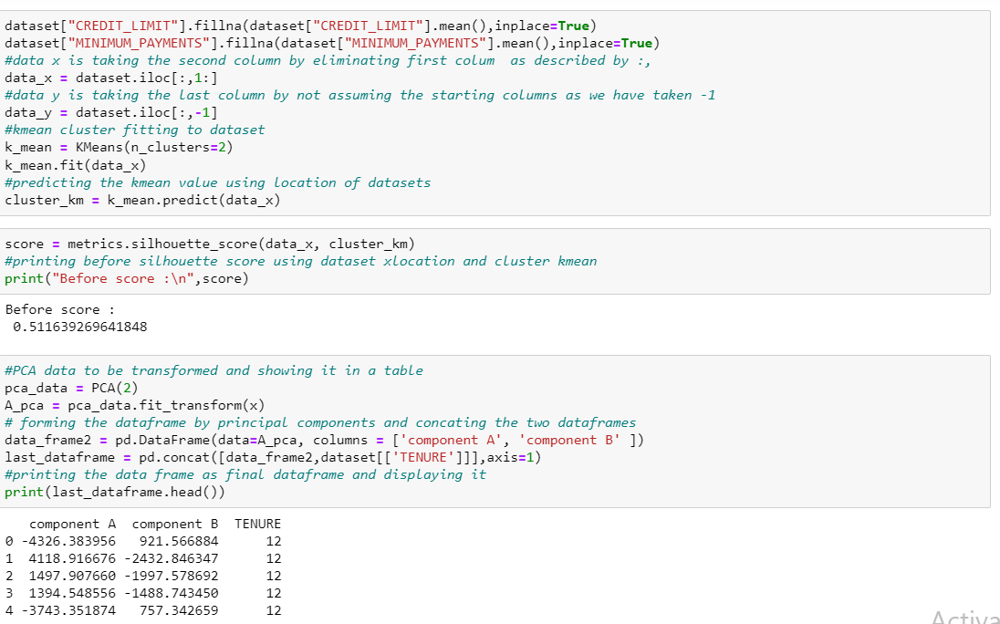 dataset["CREDIT_LIMIT"].fillna(dataset["CREDIT_LIMIT"].mean(),inplace=True)
dataset["MINIMUM_PAYMENTS"].fillna(dataset["MINIMUM_PAYMENTS"].mean(),inplace=True)
#data x is taking the second column by eliminating first colum  as described by :,
data_x = dataset.iloc[:,1:]
#data y is taking the last column by not assuming the starting columns as we have taken -1
data_y = dataset.iloc[:,-1]
#kmean cluster fitting to dataset
k_mean = KMeans(n_clusters=2)
k_mean.fit(data_x)
#predicting the kmean value using location of datasets
cluster_km = k_mean.predict(data_x)
score = metrics.silhouette_score(data_x, cluster_km)
#printing before silhouette score using dataset xlocation and cluster kmean
print("Before score :\n",score)
Before score :
 0.511639269641848
#PCA data to be transformed and showing it in a table
pca_data = PCA(2)
A_pca = pca_data.fit_transform(x)
# forming the dataframe by principal components and concating the two dataframes
data_frame2 = pd.DataFrame(data=A_pca, columns = ['component A', 'component B' ])
last_dataframe = pd.concat([data_frame2,dataset[['TENURE']]],axis=1)
#printing the data frame as final dataframe and displaying it
print(last_dataframe.head())
   component A  component B  TENURE
0 -4326.383956   921.566884      12
1  4118.916676 -2432.846347      12
2  1497.907660 -1997.578692      12
3  1394.548556 -1488.743450      12
4 -3743.351874   757.342659      12
Activa